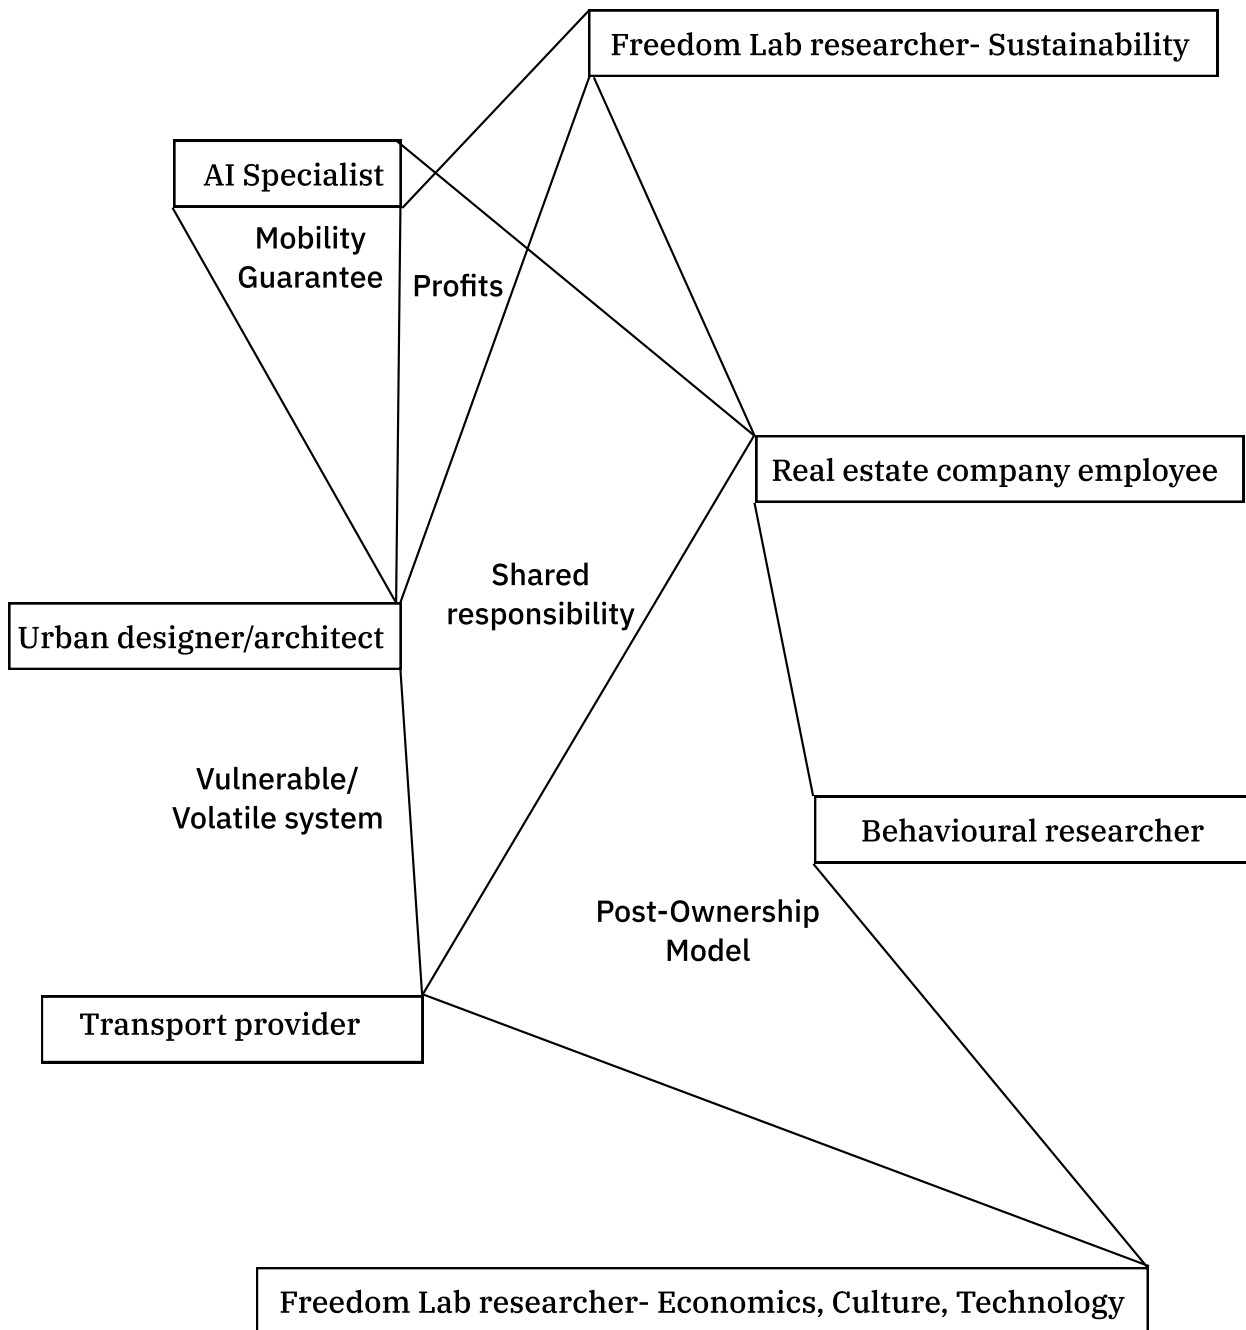 Freedom Lab researcher- Sustainability
AI Specialist
Mobility
Guarantee
Profits
Real estate company employee
Shared
responsibility
Urban designer/architect
Vulnerable/
Volatile system
Behavioural researcher
Post-Ownership
Model
Transport provider
Freedom Lab researcher- Economics, Culture, Technology